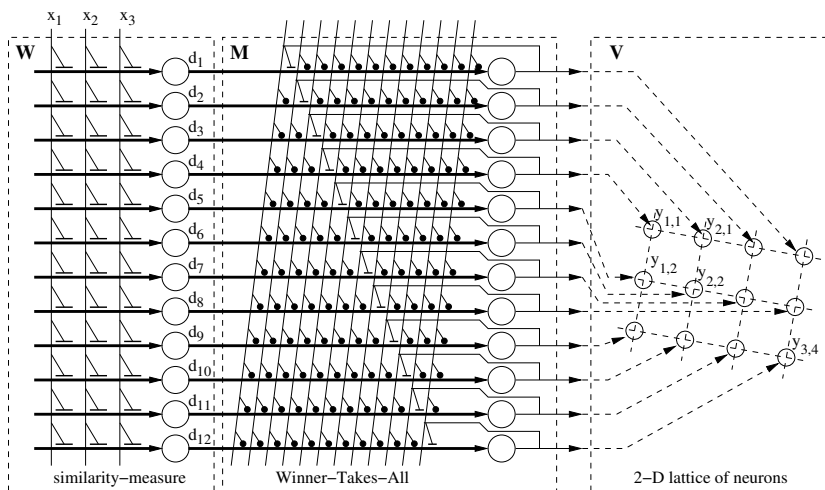 x1 x2 x3
W M V
d1
d2
d3
d4
d5
d6
d7
d8
d9
d10
d11
d12
y1,1 y2,1
y1,2 y2,2
y3,4
similarity−measure Winner−Takes−All 2−D lattice of neurons